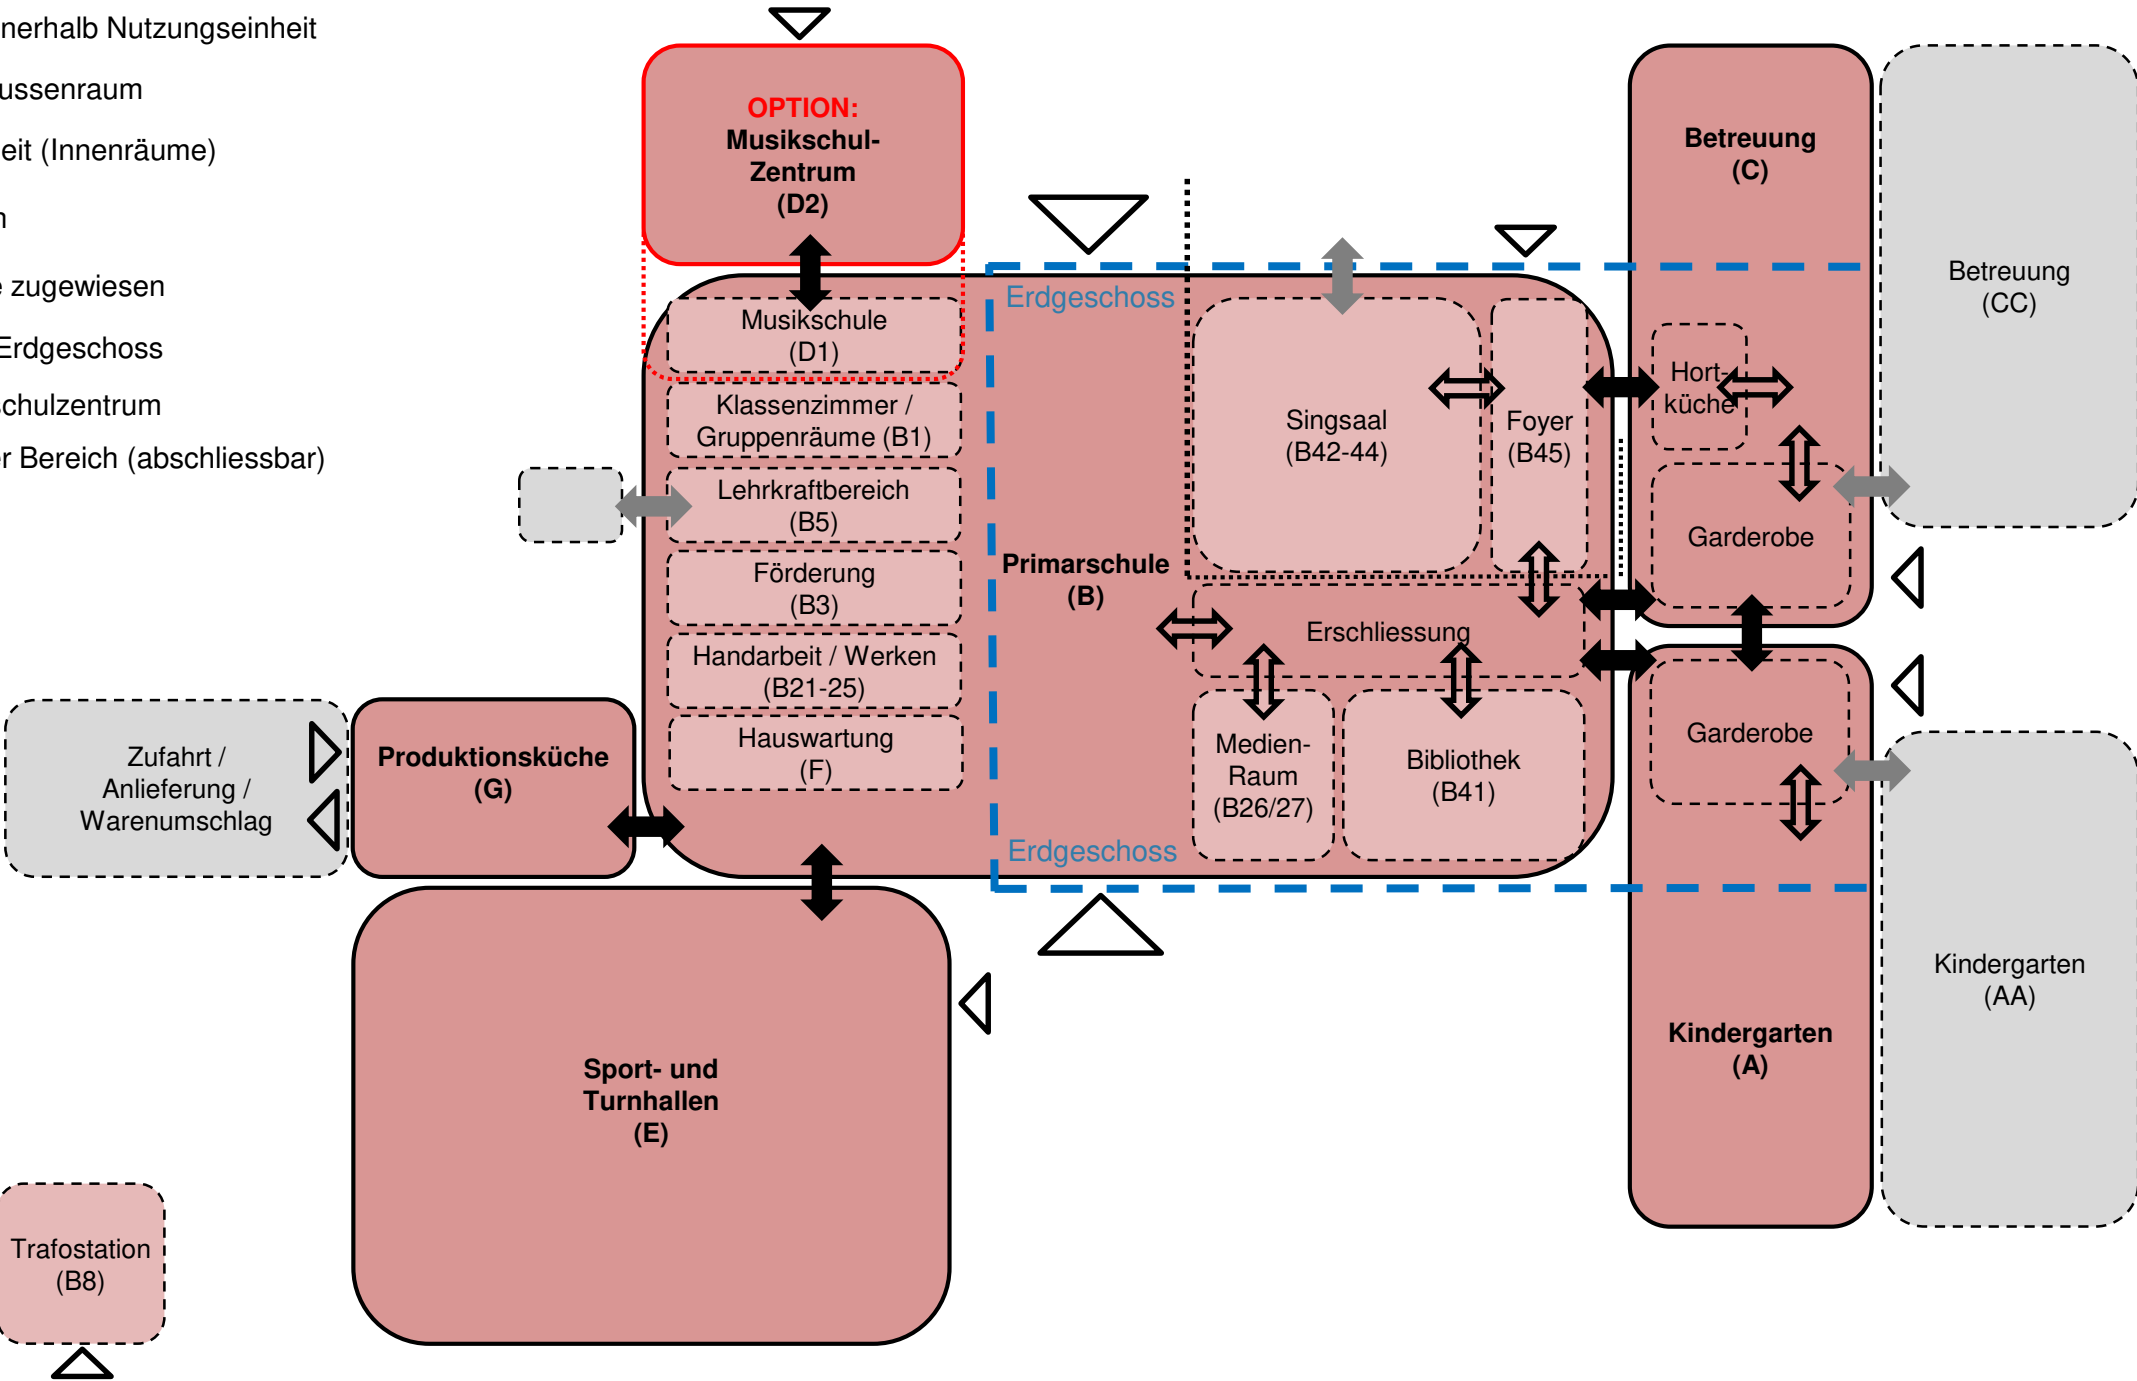 nerhalb Nutzungseinheit
ussenraum
eit (Innenräume)
n
e zugewiesen
Erdgeschoss
schulzentrum
er Bereich (abschliessbar)
OPTION:
Musikschul-
Zentrum
(D2)
Musikschule
(D1)
Klassenzimmer /
Gruppenräume (B1)
Lehrkraftbereich
(B5)
Förderung
(B3)
Handarbeit / Werken
(B21-25)
Hauswartung
(F)
Erdgeschoss
Primarschule
(B)
Erdgeschoss
Singsaal
(B42-44)
Foyer
(B45)
Erschliessung
Medien-
Raum
(B26/27)
Bibliothek
(B41)
Betreuung
(C)
Hort-
küche
Garderobe
Betreuung
(CC)
Garderobe
Kindergarten
(A)
Kindergarten
(AA)
Zufahrt /
Anlieferung /
Warenumschlag
Produktionsküche
(G)
Sport- und
Turnhallen
(E)
Trafostation
(B8)